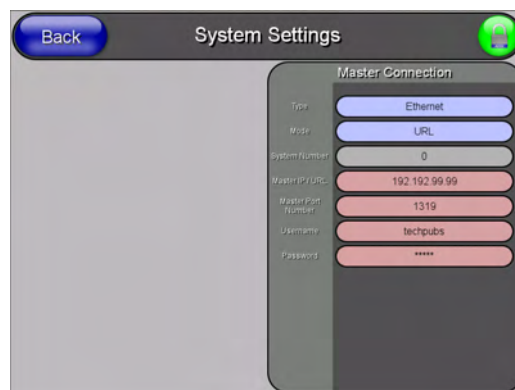 Back
System Settings
Master Connection
Type
Ethernet
Mode
URL
System Number
0
Master IP / URL
192.192.99.99
Master Port
Number
1319
Username
techpubs
Password
*****